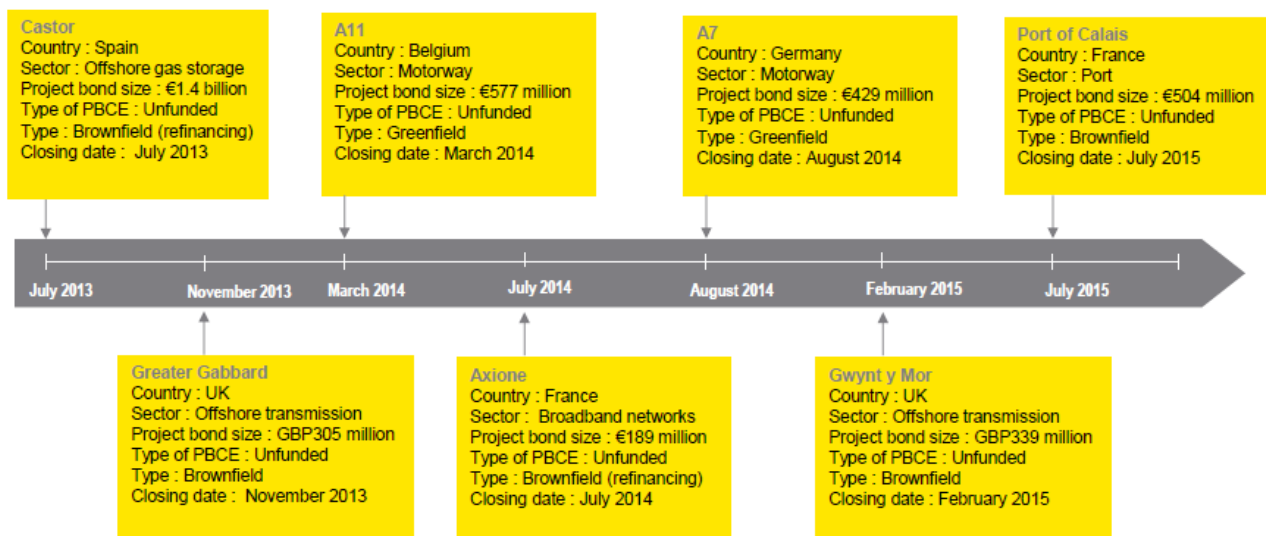 Castor
Country : Spain
Sector : Offshore gas storage
Project bond size : €1.4 billion
Type of PBCE : Unfunded
Type : Brownfield (refinancing)
Closing date : July 2013
A11
Country : Belgium
Sector : Motorway
Project bond size : €577 million
Type of PBCE : Unfunded
Type : Greenfield
Closing date : March 2014
A7
Country : Germany
Sector : Motorway
Project bond size : €429 million
Type of PBCE : Unfunded
Type : Greenfield
Closing date : August 2014
Port of Calais
Country : France
Sector : Port
Project bond size : €504 million
Type of PBCE : Unfunded
Type : Brownfield
Closing date : July 2015
July 2013
November 2013
March 2014
July 2014
August 2014
February 2015
July 2015
Greater Gabbard
Country : UK
Sector : Offshore transmission
Project bond size : GBP305 million
Type of PBCE : Unfunded
Type : Brownfield
Closing date : November 2013
Axione
Country : France
Sector : Broadband networks
Project bond size : €189 million
Type of PBCE : Unfunded
Type : Brownfield (refinancing)
Closing date : July 2014
Gwynt y Mor
Country : UK
Sector : Offshore transmission
Project bond size : GBP339 million
Type of PBCE : Unfunded
Type : Brownfield
Closing date : February 2015